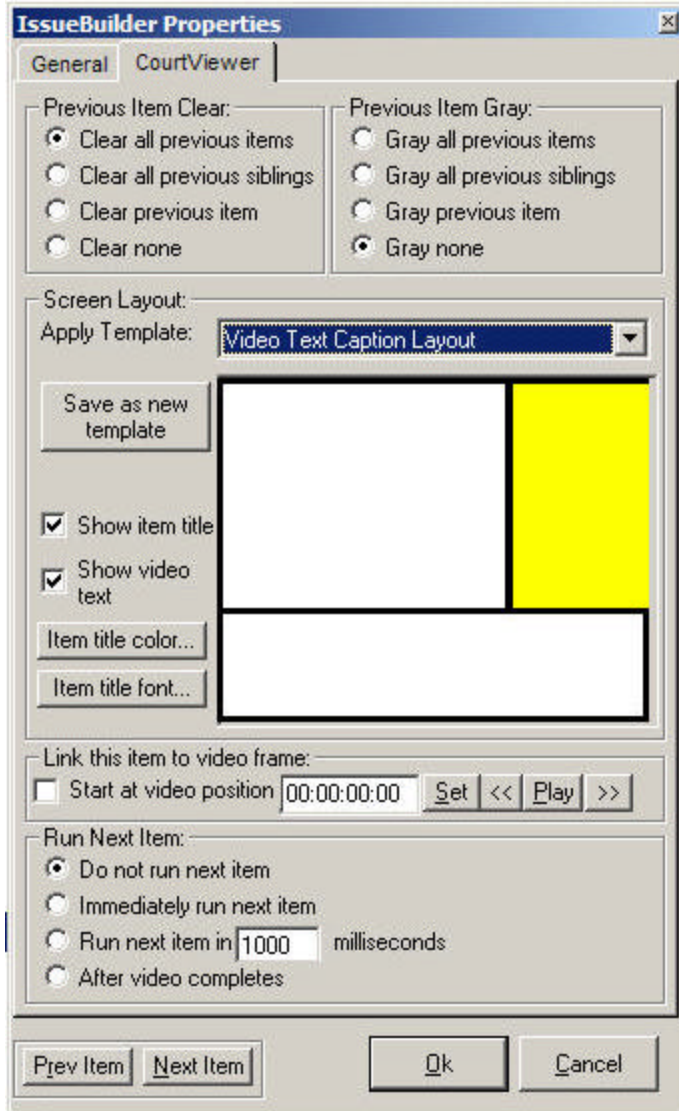 IssueBuilder Properties
General CourtViewer
Previous Item Clear:
Clear all previous items
Clear all previous siblings
Clear previous item
Clear none
Previous Item Gray:
Gray all previous items
Gray all previous siblings
Gray previous item
Gray none
Screen Layout:
Apply Template: Video Text Caption Layout
Save as new
template
Show item title
Show video
text
Item title color...
Item title font...
Link this item to video frame:
Start at video position 00:00:00:00 Set << Play >>
Run Next Item:
Do not run next item
Immediately run next item
Run next item in 1000 milliseconds
After video completes
Prev Item Next Item Ok Cancel